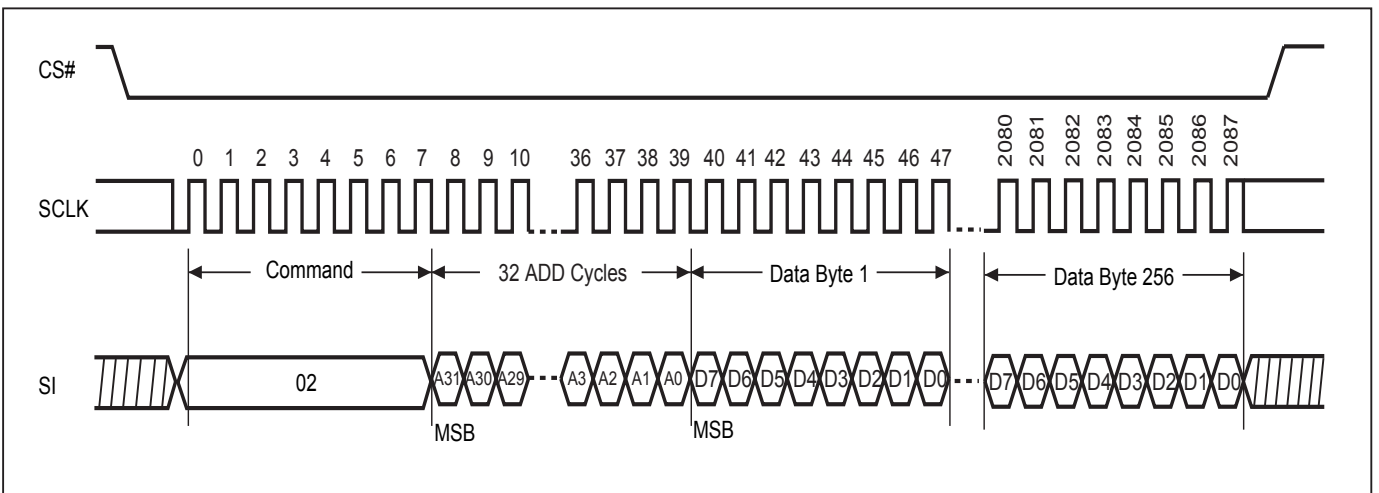 CS#
2080 2081 2082 2083 2084 2085 2086 2087
0 1 2 3 4 5 6 7 8 9 10 36 37 38 39 40 41 42 43 44 45 46 47
SCLK
Command 32 ADD Cycles Data Byte 1 Data Byte 256
SI 02 A31 A30 A29 A3 A2 A1 A0 D7 D6 D5 D4 D3 D2 D1 D0 D7 D6 D5 D4 D3 D2 D1 D0
MSB MSB